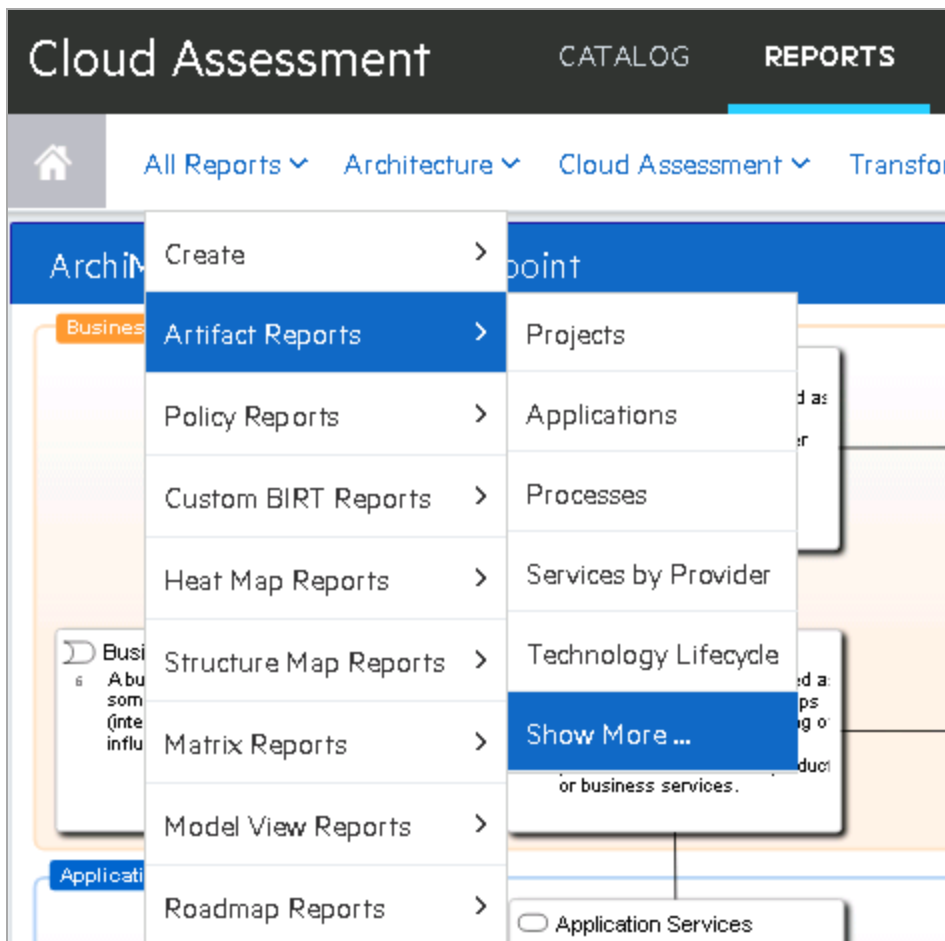 Cloud Assessment CATALOG REPORTS
All Reports Architecture Cloud Assessment
point
Create
Artifact Reports
Policy Reports
Custom BIRT Reports
Heat Map Reports
Structure Map Reports
Matrix Reports
Model View Reports
Roadmap Reports
Projects
Applications
Processes
Services by Provider
Technology Lifecycle
Show More ...
6
or business services.
Application Services